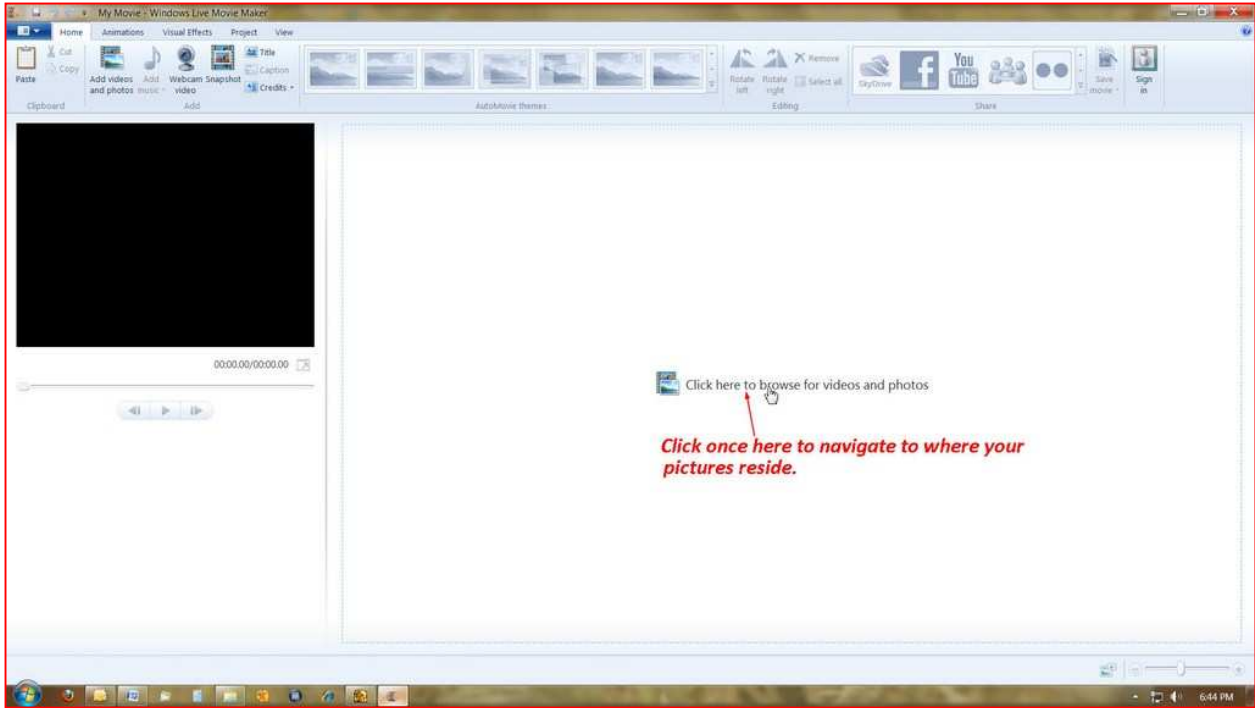 My Movie - Windows Live Movie Maker
Home Animations Visual Effects Project View
Paste
Cut
Copy
Clipboard
Add videos and photos
Add music
Webcam video
Snapshot
Title
Caption
Credits
Add
AutoMovie themes
Rotate left
Rotate right
Remove
Select all
Editing
SkyDrive
f
You Tube
Share
Save movie
Sign in
00:00.00/00:00.00
Click here to browse for videos and photos
Click once here to navigate to where your
pictures reside.
6:44 PM